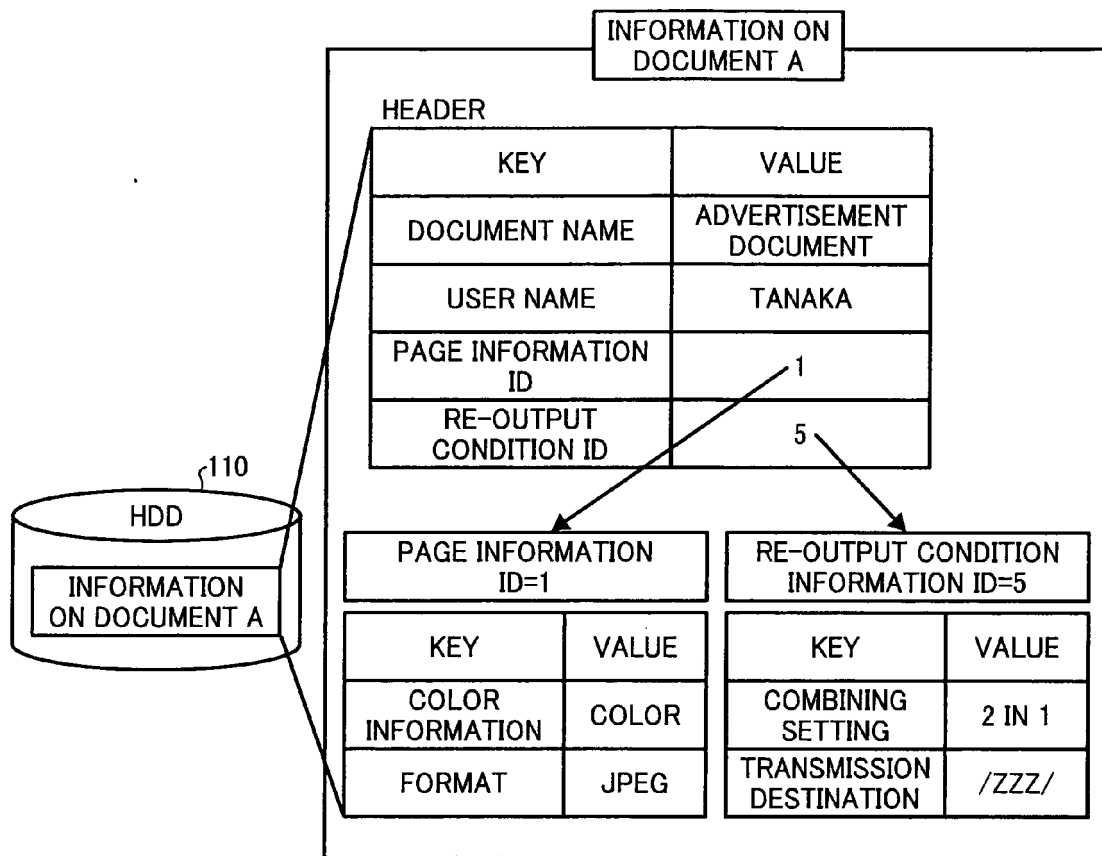 INFORMATION ON
DOCUMENT A
HEADER
KEY VALUE
DOCUMENT NAME ADVERTISEMENT
DOCUMENT
USER NAME TANAKA
PAGE INFORMATION
ID 1
RE-OUTPUT
CONDITION ID 5
110
HDD
INFORMATION
ON DOCUMENT A
PAGE INFORMATION
ID=1
KEY VALUE
COLOR
INFORMATION COLOR
FORMAT JPEG
RE-OUTPUT CONDITION
INFORMATION ID=5
KEY VALUE
COMBINING
SETTING 2 IN 1
TRANSMISSION
DESTINATION /ZZZ/